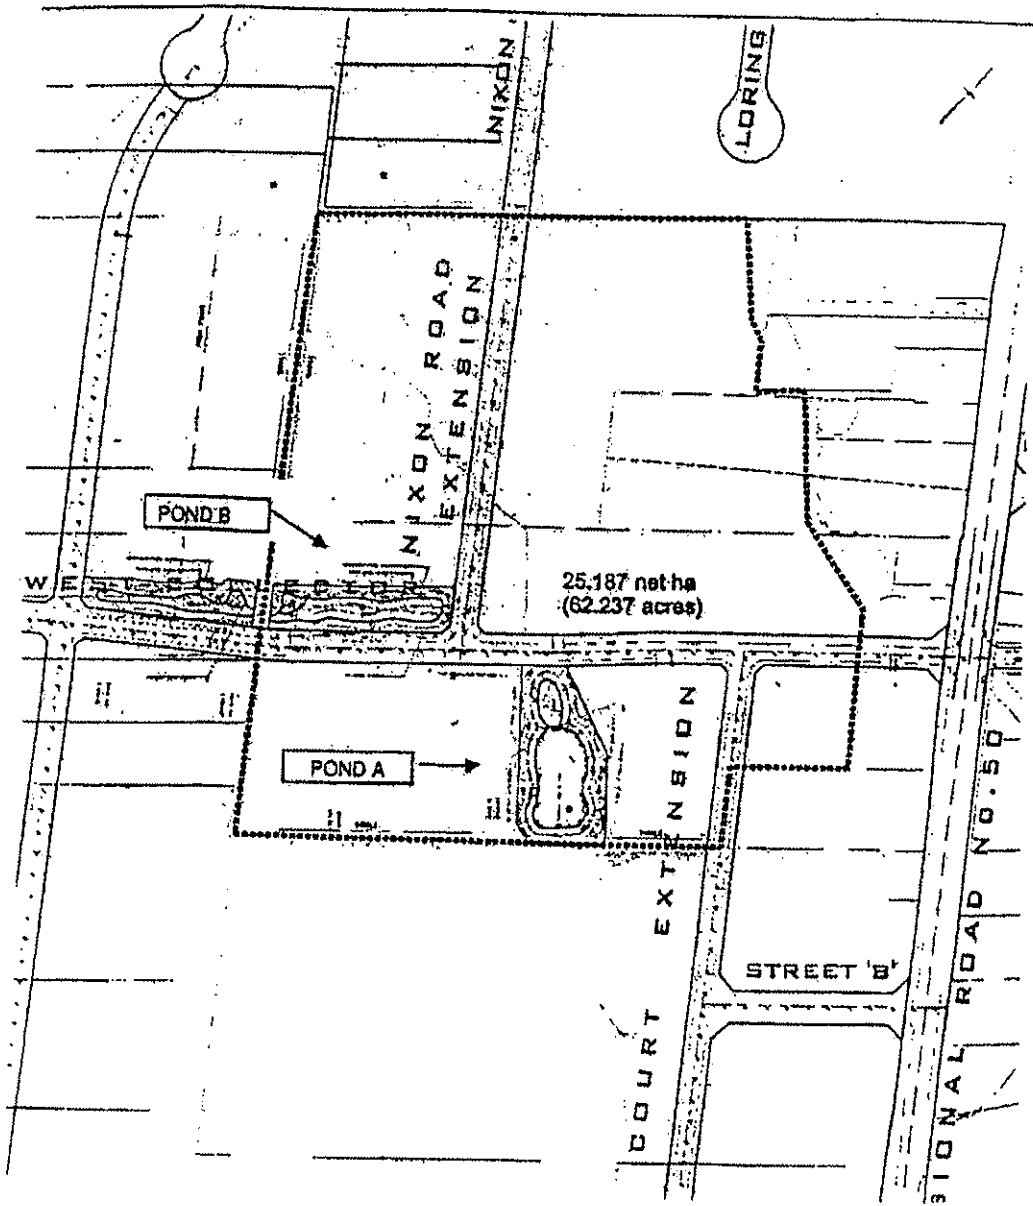 NIXON
LORING
NIXON ROAD
EXTENSION
POND B
25.187 net ha
(62.237 acres)
POND A
COURT EXTENSION
STREET 'B'
SIONAL ROAD NO. 50